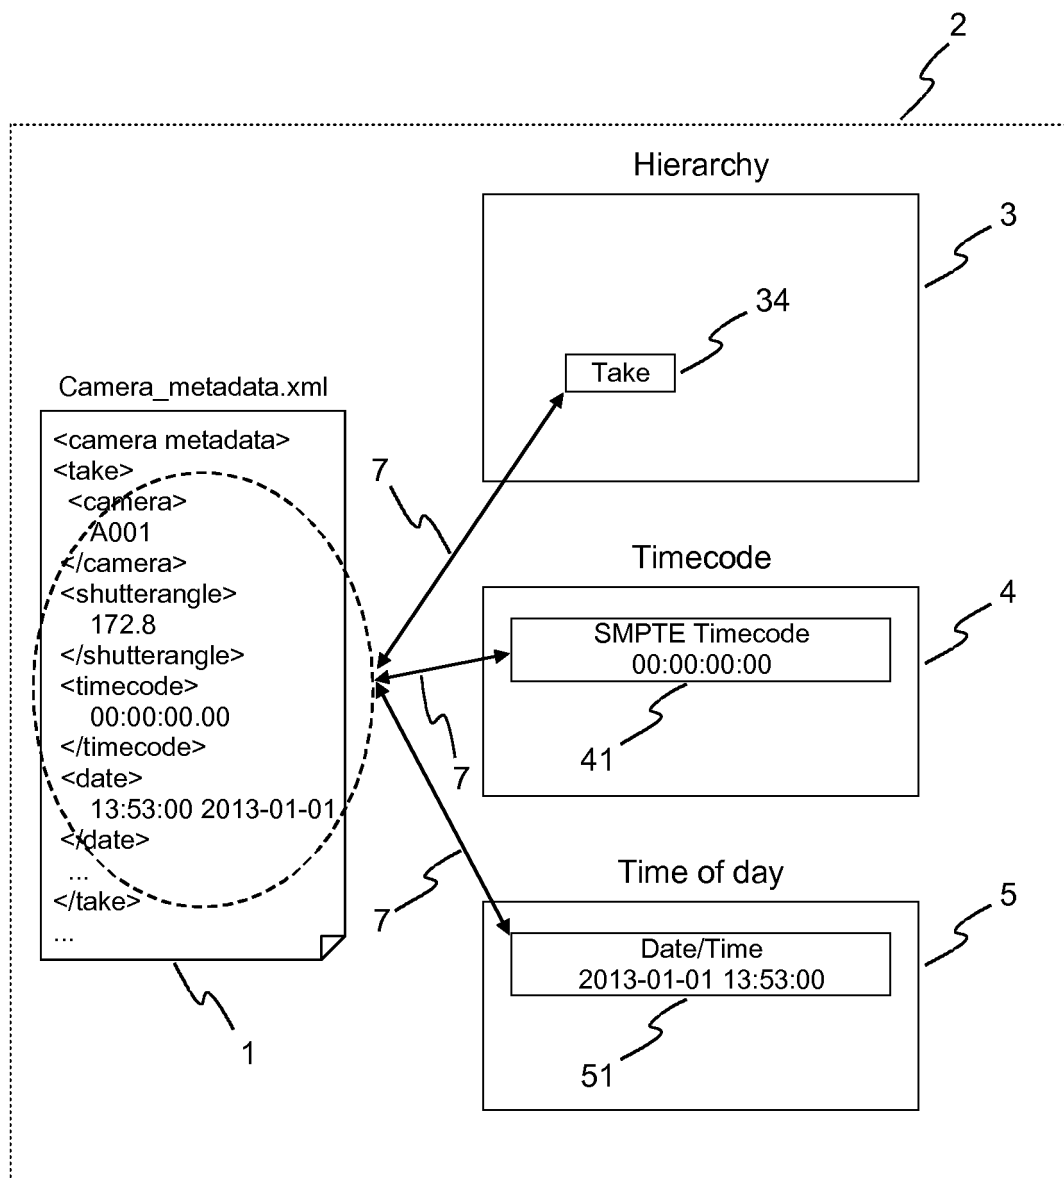 2
Hierarchy
3
34
Take
Camera_metadata.xml
<camera metadata>
<take>
<camera>
A001
</camera>
<shutterangle>
172.8
</shutterangle>
<timecode>
00:00:00.00
</timecode>
<date>
13:53:00 2013-01-01
</date>
...
</take>
...
1
7
Timecode
4
SMPTE Timecode
00:00:00:00
41
7
Time of day
5
7
Date/Time
2013-01-01 13:53:00
51